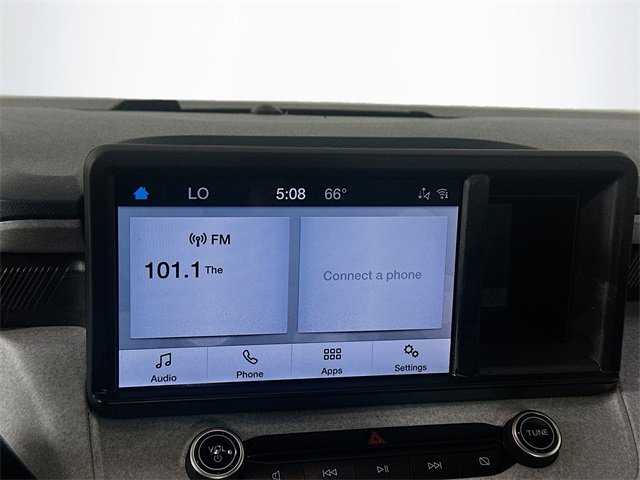 LO 5:08 66°
FM
101.1 The
Connect a phone
Audio Phone Apps Settings
VOL TUNE